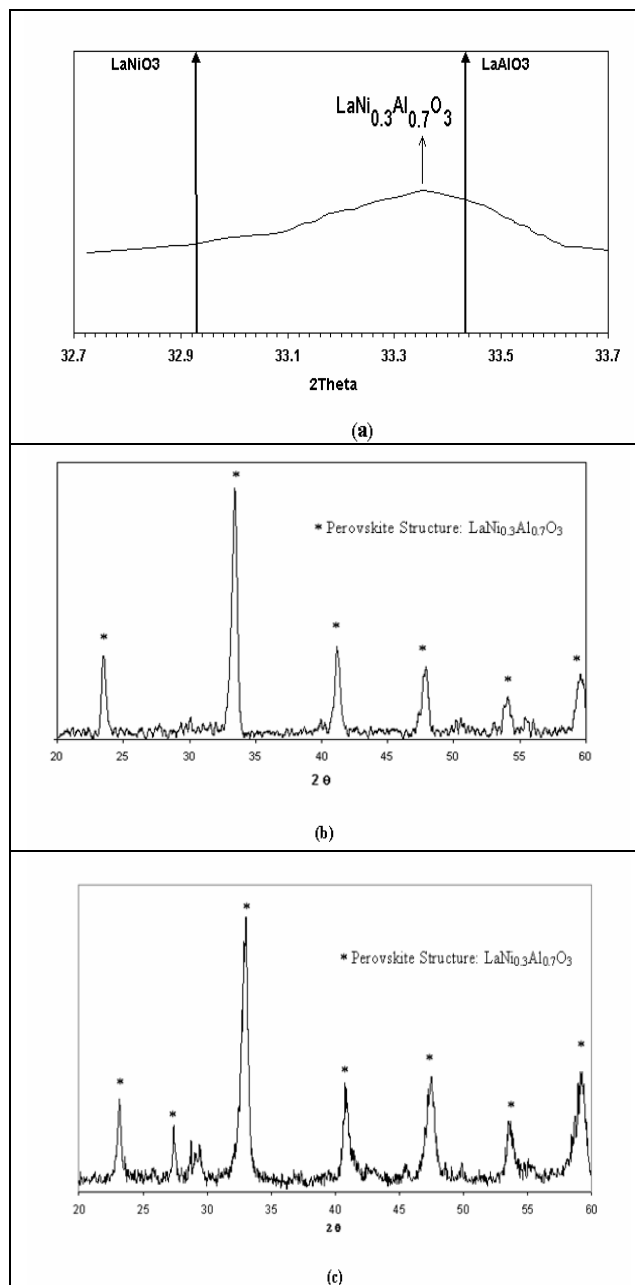 LaNiO3 LaAlO3
LaNi0.3Al0.7O3
32.7 32.9 33.1 33.3 33.5 33.7
2Theta
(a)
* Perovskite Structure: LaNi0.3Al0.7O3
* * * * * *
20 25 30 35 40 45 50 55 60
2 θ
(b)
* Perovskite Structure: LaNi0.3Al0.7O3
* * * * * * *
20 25 30 35 40 45 50 55 60
2 θ
(c)